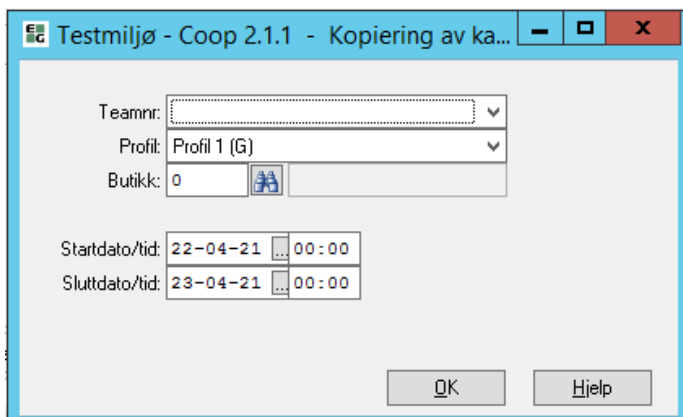 EG Testmiljø - Coop 2.1.1 - Kopiering av ka...
Teamnr:
Profil: Profil 1 (G)
Butikk: 0
Startdato/tid: 22-04-21 ... 00:00
Sluttdato/tid: 23-04-21 ... 00:00
OK Hjelp